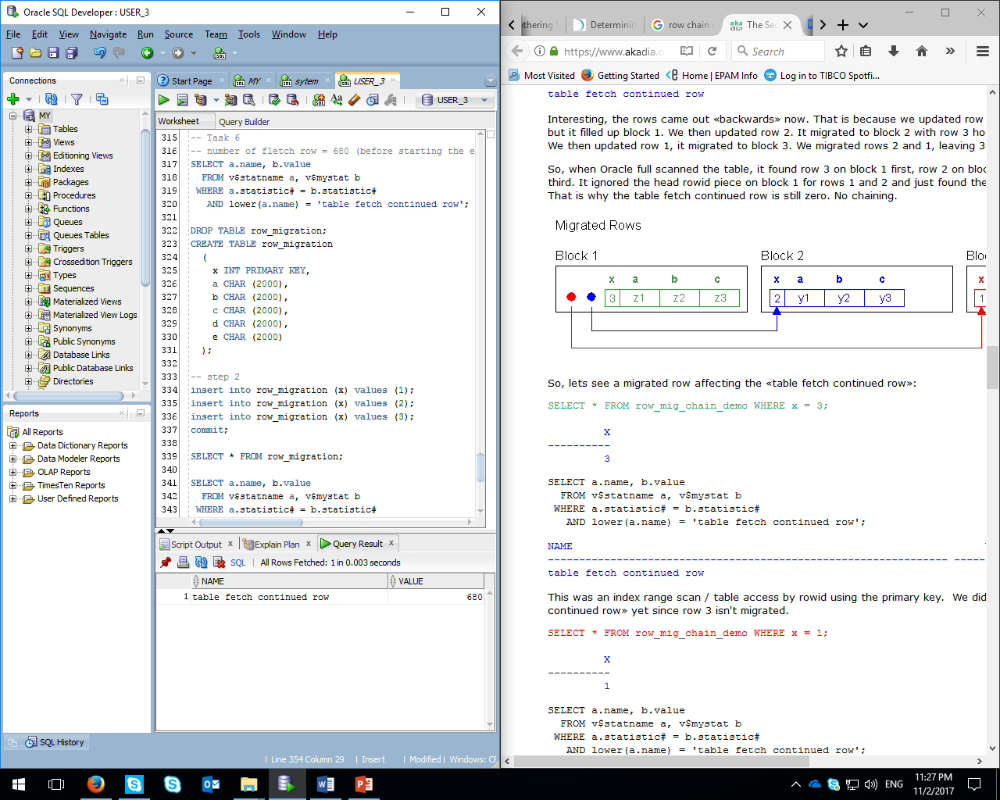 Oracle SQL Developer : USER_3
File Edit View Navigate Run Source Team Tools Window Help
Connections
MY
Tables
Views
Editioning Views
Indexes
Packages
Procedures
Functions
Queues
Queues Tables
Triggers
Crossedition Triggers
Types
Sequences
Materialized Views
Materialized View Logs
Synonyms
Public Synonyms
Database Links
Public Database Links
Directories
Reports
All Reports
Data Dictionary Reports
Data Modeler Reports
OLAP Reports
TimesTen Reports
User Defined Reports
SQL History
Start Page MY sytem USER_3
USER_3
Worksheet Query Builder
315 -- Task 6
316 -- number of fletch row = 680 (before starting the e
317 SELECT a.name, b.value
318 FROM v$statname a, v$mystat b
319 WHERE a.statistic# = b.statistic#
320 AND lower(a.name) = 'table fetch continued row';
321
322 DROP TABLE row_migration;
323 CREATE TABLE row_migration
324 (
325 x INT PRIMARY KEY,
326 a CHAR (2000),
327 b CHAR (2000),
328 c CHAR (2000),
329 d CHAR (2000),
330 e CHAR (2000)
331 );
332
333 -- step 2
334 insert into row_migration (x) values (1);
335 insert into row_migration (x) values (2);
336 insert into row_migration (x) values (3);
337 commit;
338
339 SELECT * FROM row_migration;
340
341 SELECT a.name, b.value
342 FROM v$statname a, v$mystat b
343 WHERE a.statistic# = b.statistic#
Script Output Explain Plan Query Result
SQL All Rows Fetched: 1 in 0.003 seconds
NAME VALUE
1 table fetch continued row 680
Line 354 Column 29 Insert Modified Windows: CF
thering S Determinin row chain aka dia The Sec
https://www.akadia.c Search
Most Visited Getting Started Home | EPAM Info Log in to TIBCO Spotfi...
table fetch continued row
Interesting, the rows came out «backwards» now. That is because we updated row
but it filled up block 1. We then updated row 2. It migrated to block 2 with row 3 ho
We then updated row 1, it migrated to block 3. We migrated rows 2 and 1, leaving 3
So, when Oracle full scanned the table, it found row 3 on block 1 first, row 2 on bloc
third. It ignored the head rowid piece on block 1 for rows 1 and 2 and just found the
That is why the table fetch continued row is still zero. No chaining.
Migrated Rows
Block 1 Block 2 Bloc
x a b c x a b c x
3 z1 z2 z3 2 y1 y2 y3 1
So, lets see a migrated row affecting the «table fetch continued row»:
SELECT * FROM row_mig_chain_demo WHERE x = 3;
X
----------
3
SELECT a.name, b.value
FROM v$statname a, v$mystat b
WHERE a.statistic# = b.statistic#
AND lower(a.name) = 'table fetch continued row';
NAME
---------------------------------------------------------------- -----
table fetch continued row
This was an index range scan / table access by rowid using the primary key. We did
continued row» yet since row 3 isn't migrated.
SELECT * FROM row_mig_chain_demo WHERE x = 1;
X
----------
1
SELECT a.name, b.value
FROM v$statname a, v$mystat b
WHERE a.statistic# = b.statistic#
AND lower(a.name) = 'table fetch continued row';
ENG 11:27 PM
11/2/2017